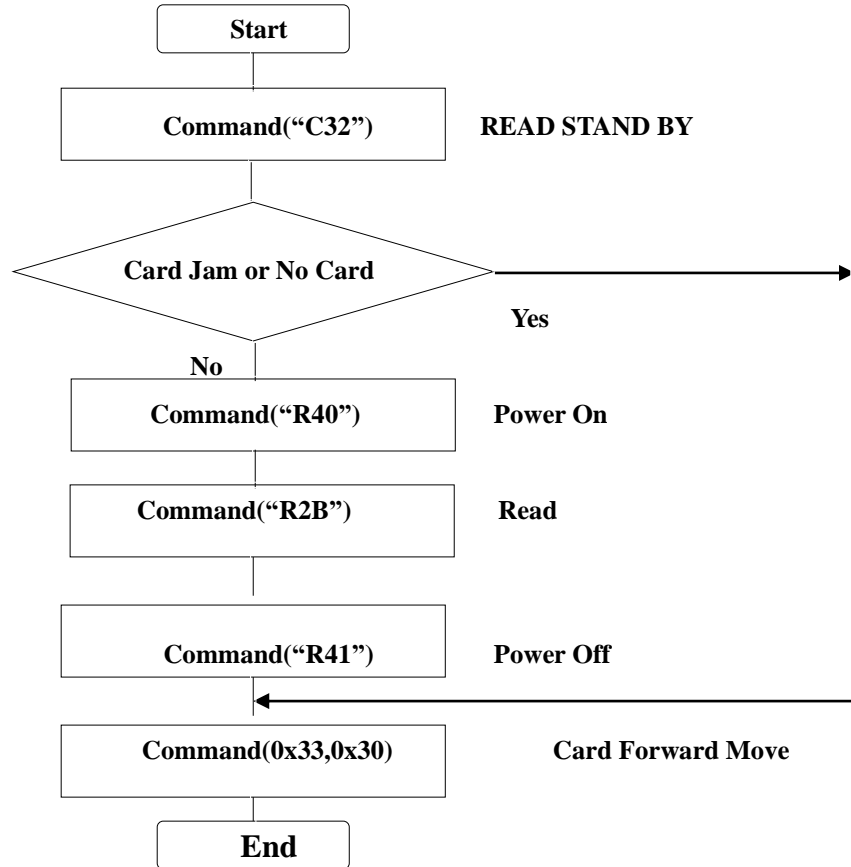 Start
Command(“C32”) READ STAND BY
Card Jam or No Card
Yes
No
Command(“R40”) Power On
Command(“R2B”) Read
Command(“R41”) Power Off
Command(0x33,0x30) Card Forward Move
End